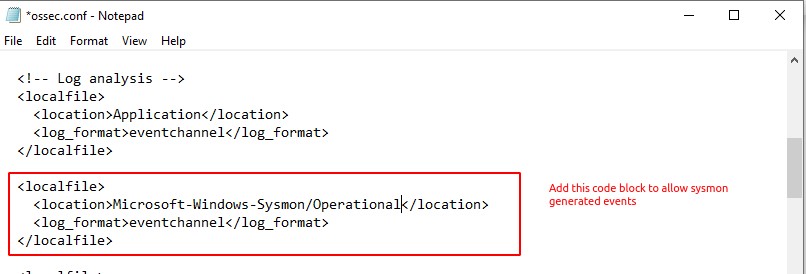 *ossec.conf - Notepad
File Edit Format View Help
<!-- Log analysis -->
<localfile>
<location>Application</location>
<log_format>eventchannel</log_format>
</localfile>
<localfile>
<location>Microsoft-Windows-Sysmon/Operational</location>
<log_format>eventchannel</log_format>
</localfile>
Add this code block to allow sysmon
generated events